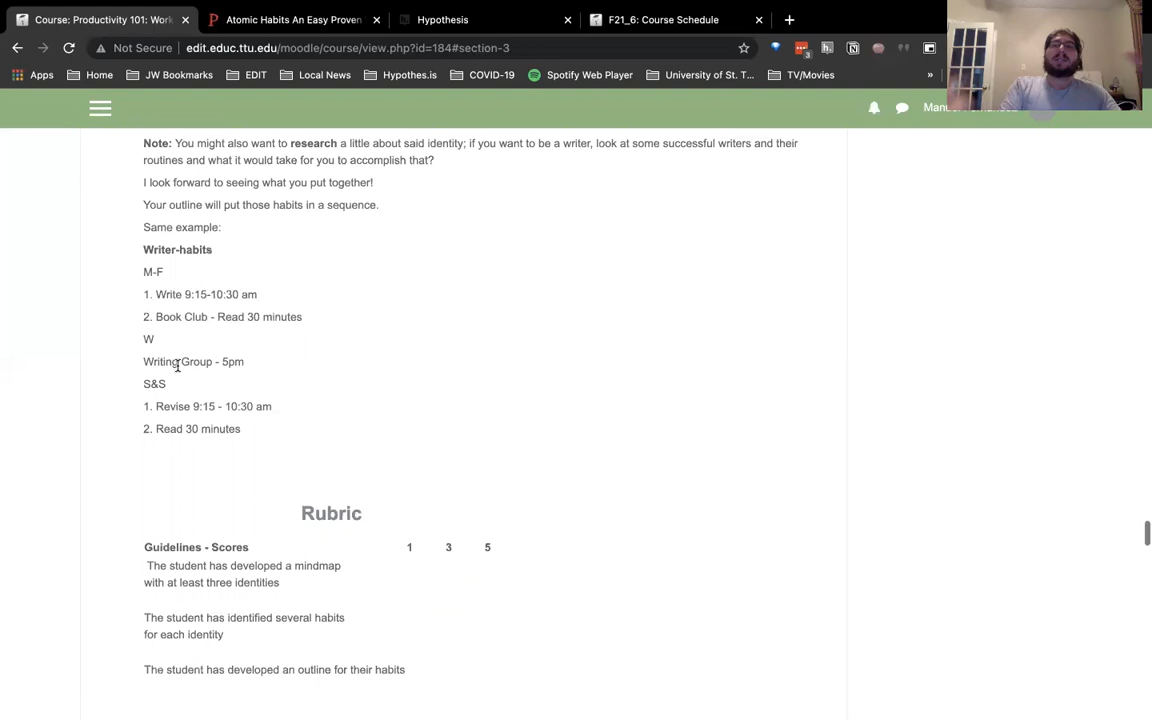 Course: Productivity 101: Work
Atomic Habits An Easy Proven
Hypothesis
F21_6: Course Schedule
Not Secure
edit.educ.ttu.edu/moodle/course/view.php?id=184#section-3
3
h.
Apps
Home
JW Bookmarks
EDIT
Local News
Hypothes.is
COVID-19
Spotify Web Player
University of St. T...
TV/Movies
»
Note: You might also want to research a little about said identity; if you want to be a writer, look at some successful writers and their
routines and what it would take for you to accomplish that?
I look forward to seeing what you put together!
Your outline will put those habits in a sequence.
Same example:
Writer-habits
M-F
1. Write 9:15-10:30 am
2. Book Club - Read 30 minutes
W
Writing Group - 5pm
S&S
1. Revise 9:15 - 10:30 am
2. Read 30 minutes
Rubric
Guidelines - Scores 1 3 5
The student has developed a mindmap
with at least three identities
The student has identified several habits
for each identity
The student has developed an outline for their habits